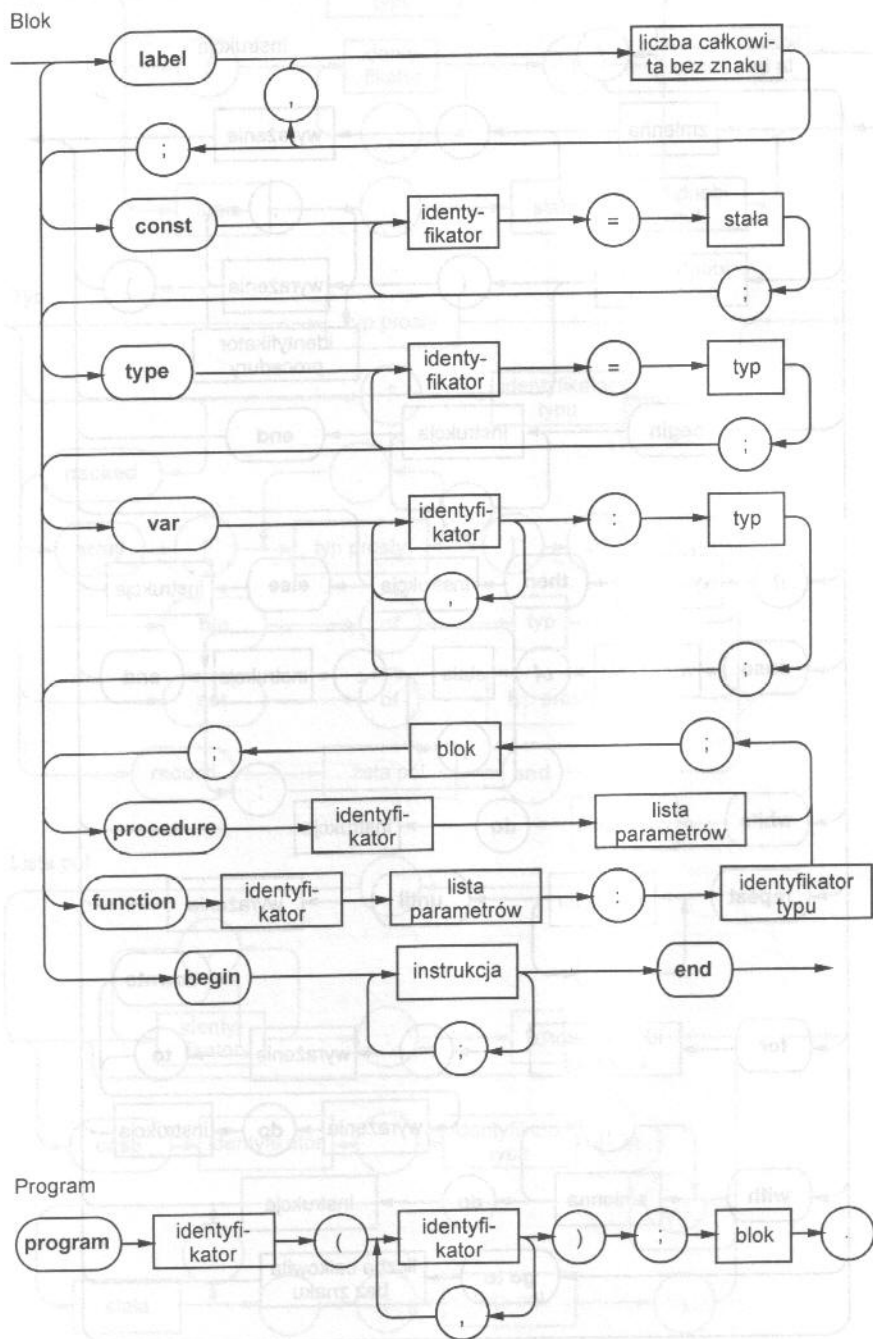 Blok
label
,
liczba całkowi-
ta bez znaku
;
const
identy-
fikator
=
stała
;
type
identy-
fikator
=
typ
;
var
identyfi-
kator
:
typ
,
;
;
blok
;
procedure
identyfi-
kator
lista
parametrów
function
identyfi-
kator
lista
parametrów
:
identyfikator
typu
begin
instrukcja
end
;
Program
program
identyfi-
kator
(
identyfi-
kator
)
;
blok
.
,